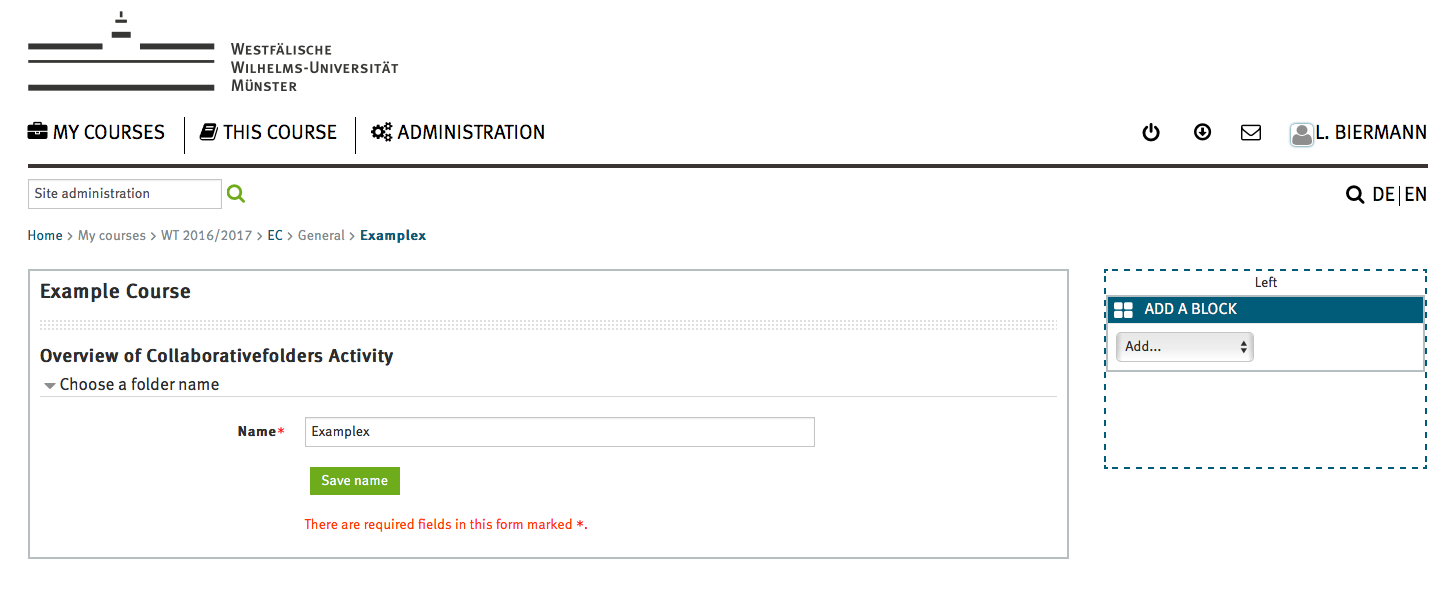 WESTFÄLISCHE
WILHELMS-UNIVERSITÄT
MÜNSTER
MY COURSES THIS COURSE ADMINISTRATION L. BIERMANN
Site administration DE|EN
Home > My courses > WT 2016/2017 > EC > General > Examplex
Example Course
Left
ADD A BLOCK
Add...
Overview of Collaborativefolders Activity
Choose a folder name
Name* Examplex
Save name
There are required fields in this form marked *.